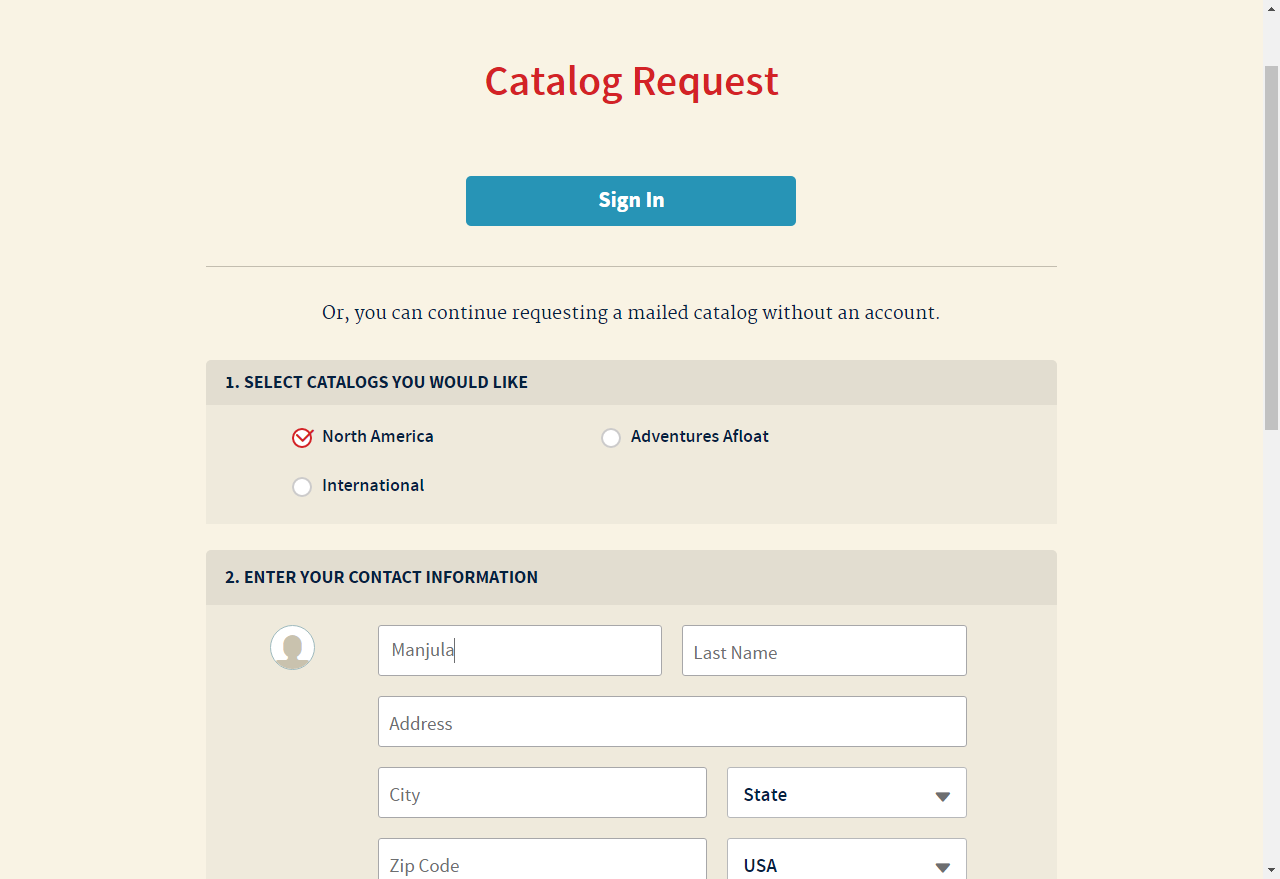 Catalog Request
Sign In
Or, you can continue requesting a mailed catalog without an account.
1. SELECT CATALOGS YOU WOULD LIKE
North America
Adventures Afloat
International
2. ENTER YOUR CONTACT INFORMATION
Manjula
Last Name
Address
City
State
Zip Code
USA